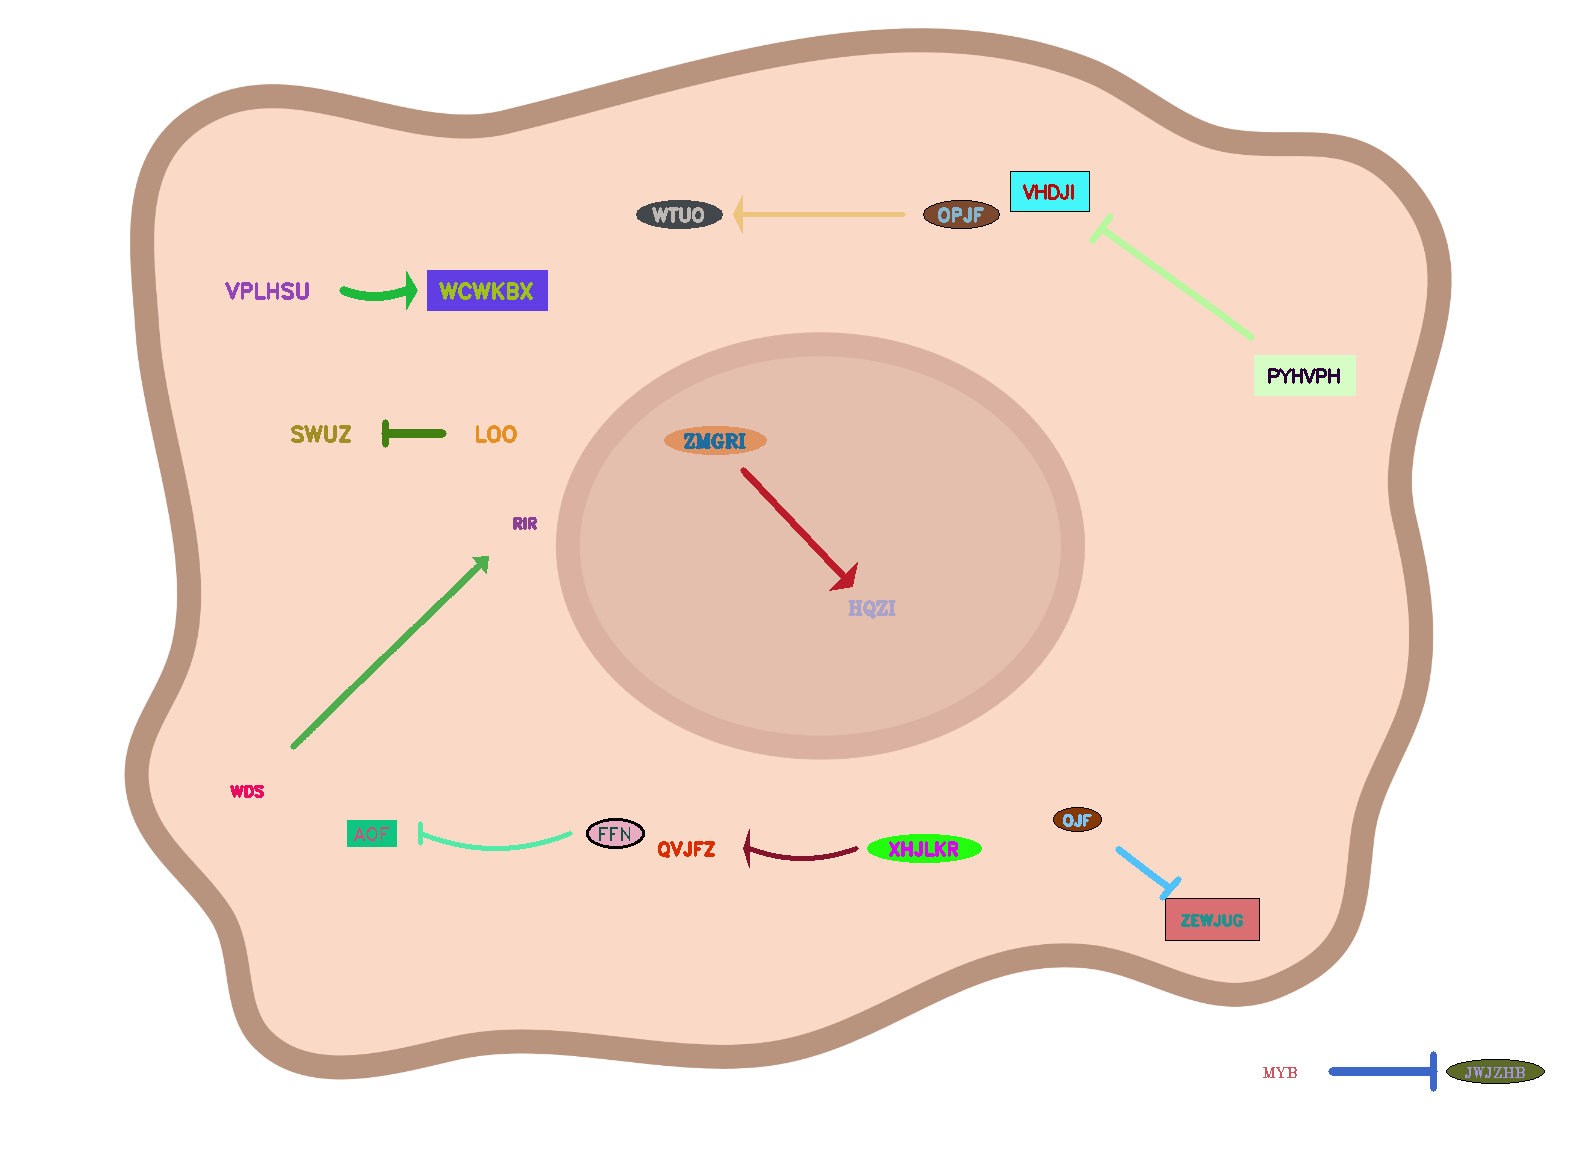 VHDJI
WTUO
OPJF
VPLHSU
WCWKBX
PYHVPH
SWUZ
LOO
ZMGRI
RIR
HQZI
WDS
AOF
FFN
QVJFZ
XHJLKR
OJF
ZEWJUG
MYB
JWJZHB